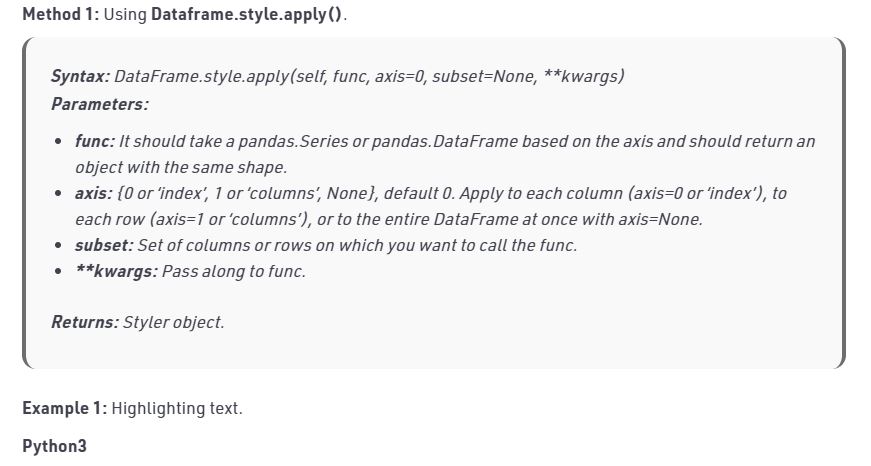 Method 1: Using Dataframe.style.apply().
Syntax: DataFrame.style.apply(self, func, axis=0, subset=None, **kwargs)
Parameters:
• func: It should take a pandas.Series or pandas.DataFrame based on the axis and should return an
object with the same shape.
• axis: {0 or ‘index’, 1 or ‘columns’, None}, default 0. Apply to each column (axis=0 or ‘index’), to
each row (axis=1 or ‘columns’), or to the entire DataFrame at once with axis=None.
• subset: Set of columns or rows on which you want to call the func.
• **kwargs: Pass along to func.
Returns: Styler object.
Example 1: Highlighting text.
Python3